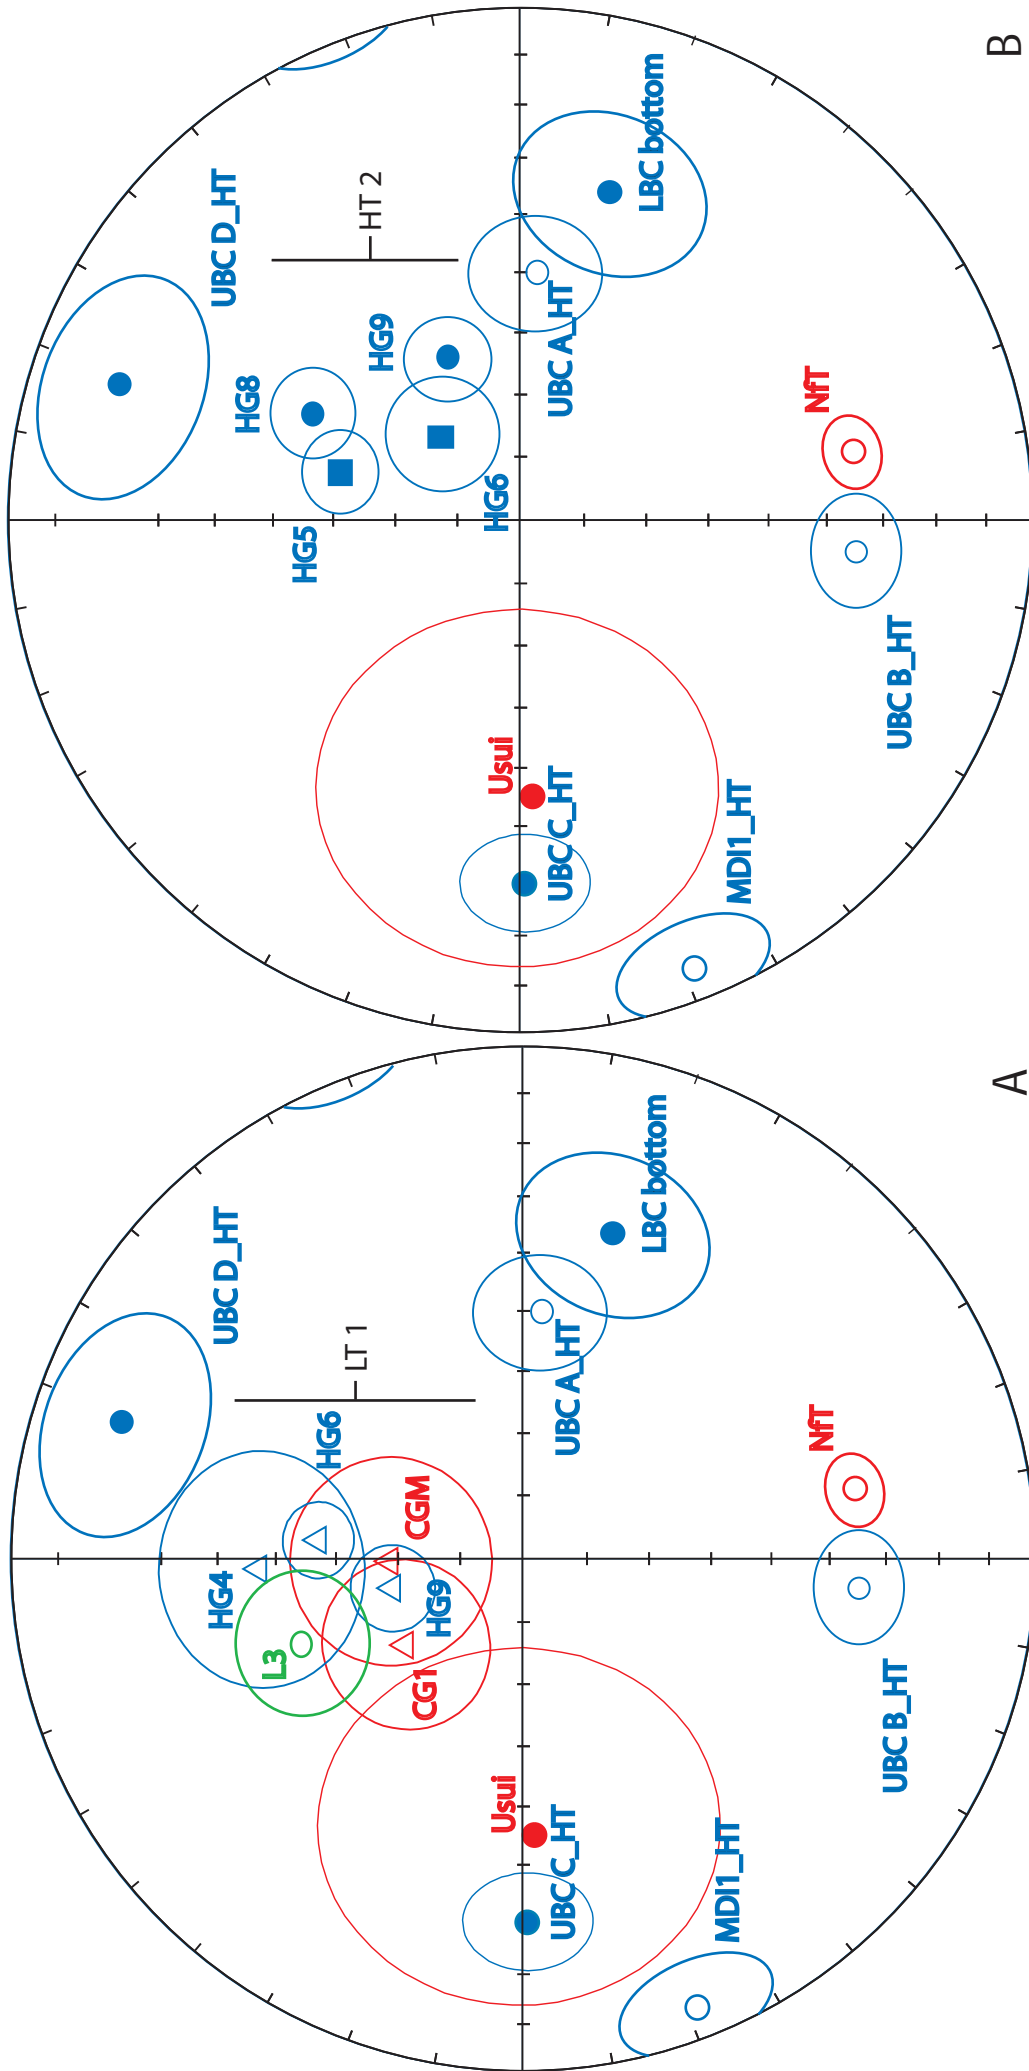 A
UBC D_HT
LT 1
HG6
HG4
CGM
HG9
L3
CG1
LBC bottom
UBC A_HT
NfT
Usui
UBC C_HT
UBC B_HT
MDI1_HT
B
UBC D_HT
HT 2
HG9
HG8
HG6
HG5
LBC bottom
UBC A_HT
NfT
Usui
UBC C_HT
UBC B_HT
MDI1_HT